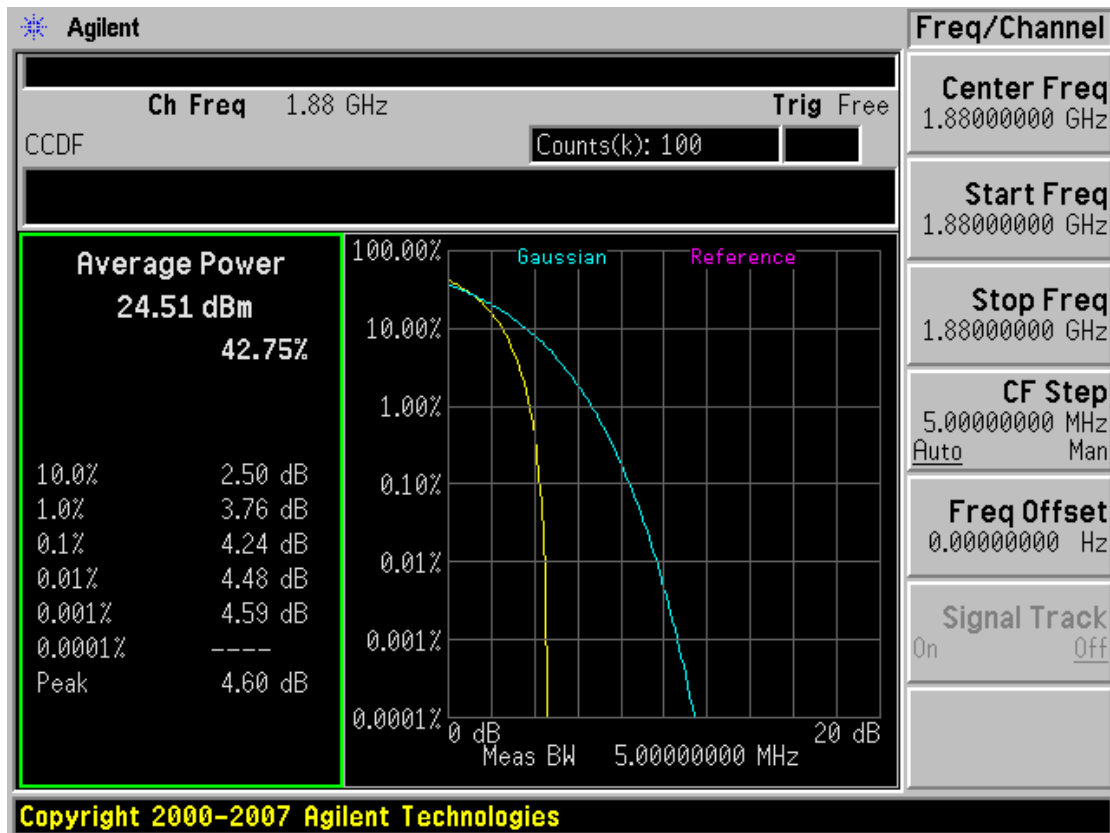 Agilent
Ch Freq 1.88 GHz Trig Free
CCDF Counts(k): 100
Average Power
24.51 dBm
42.75%
10.0% 2.50 dB
1.0% 3.76 dB
0.1% 4.24 dB
0.01% 4.48 dB
0.001% 4.59 dB
0.0001% ----
Peak 4.60 dB
Gaussian Reference
100.00%
10.00%
1.00%
0.10%
0.01%
0.001%
0.0001%
0 dB 20 dB
Meas BW 5.00000000 MHz
Freq/Channel
Center Freq
1.88000000 GHz
Start Freq
1.88000000 GHz
Stop Freq
1.88000000 GHz
CF Step
5.00000000 MHz
Auto Man
Freq Offset
0.00000000 Hz
Signal Track
On Off
Copyright 2000-2007 Agilent Technologies